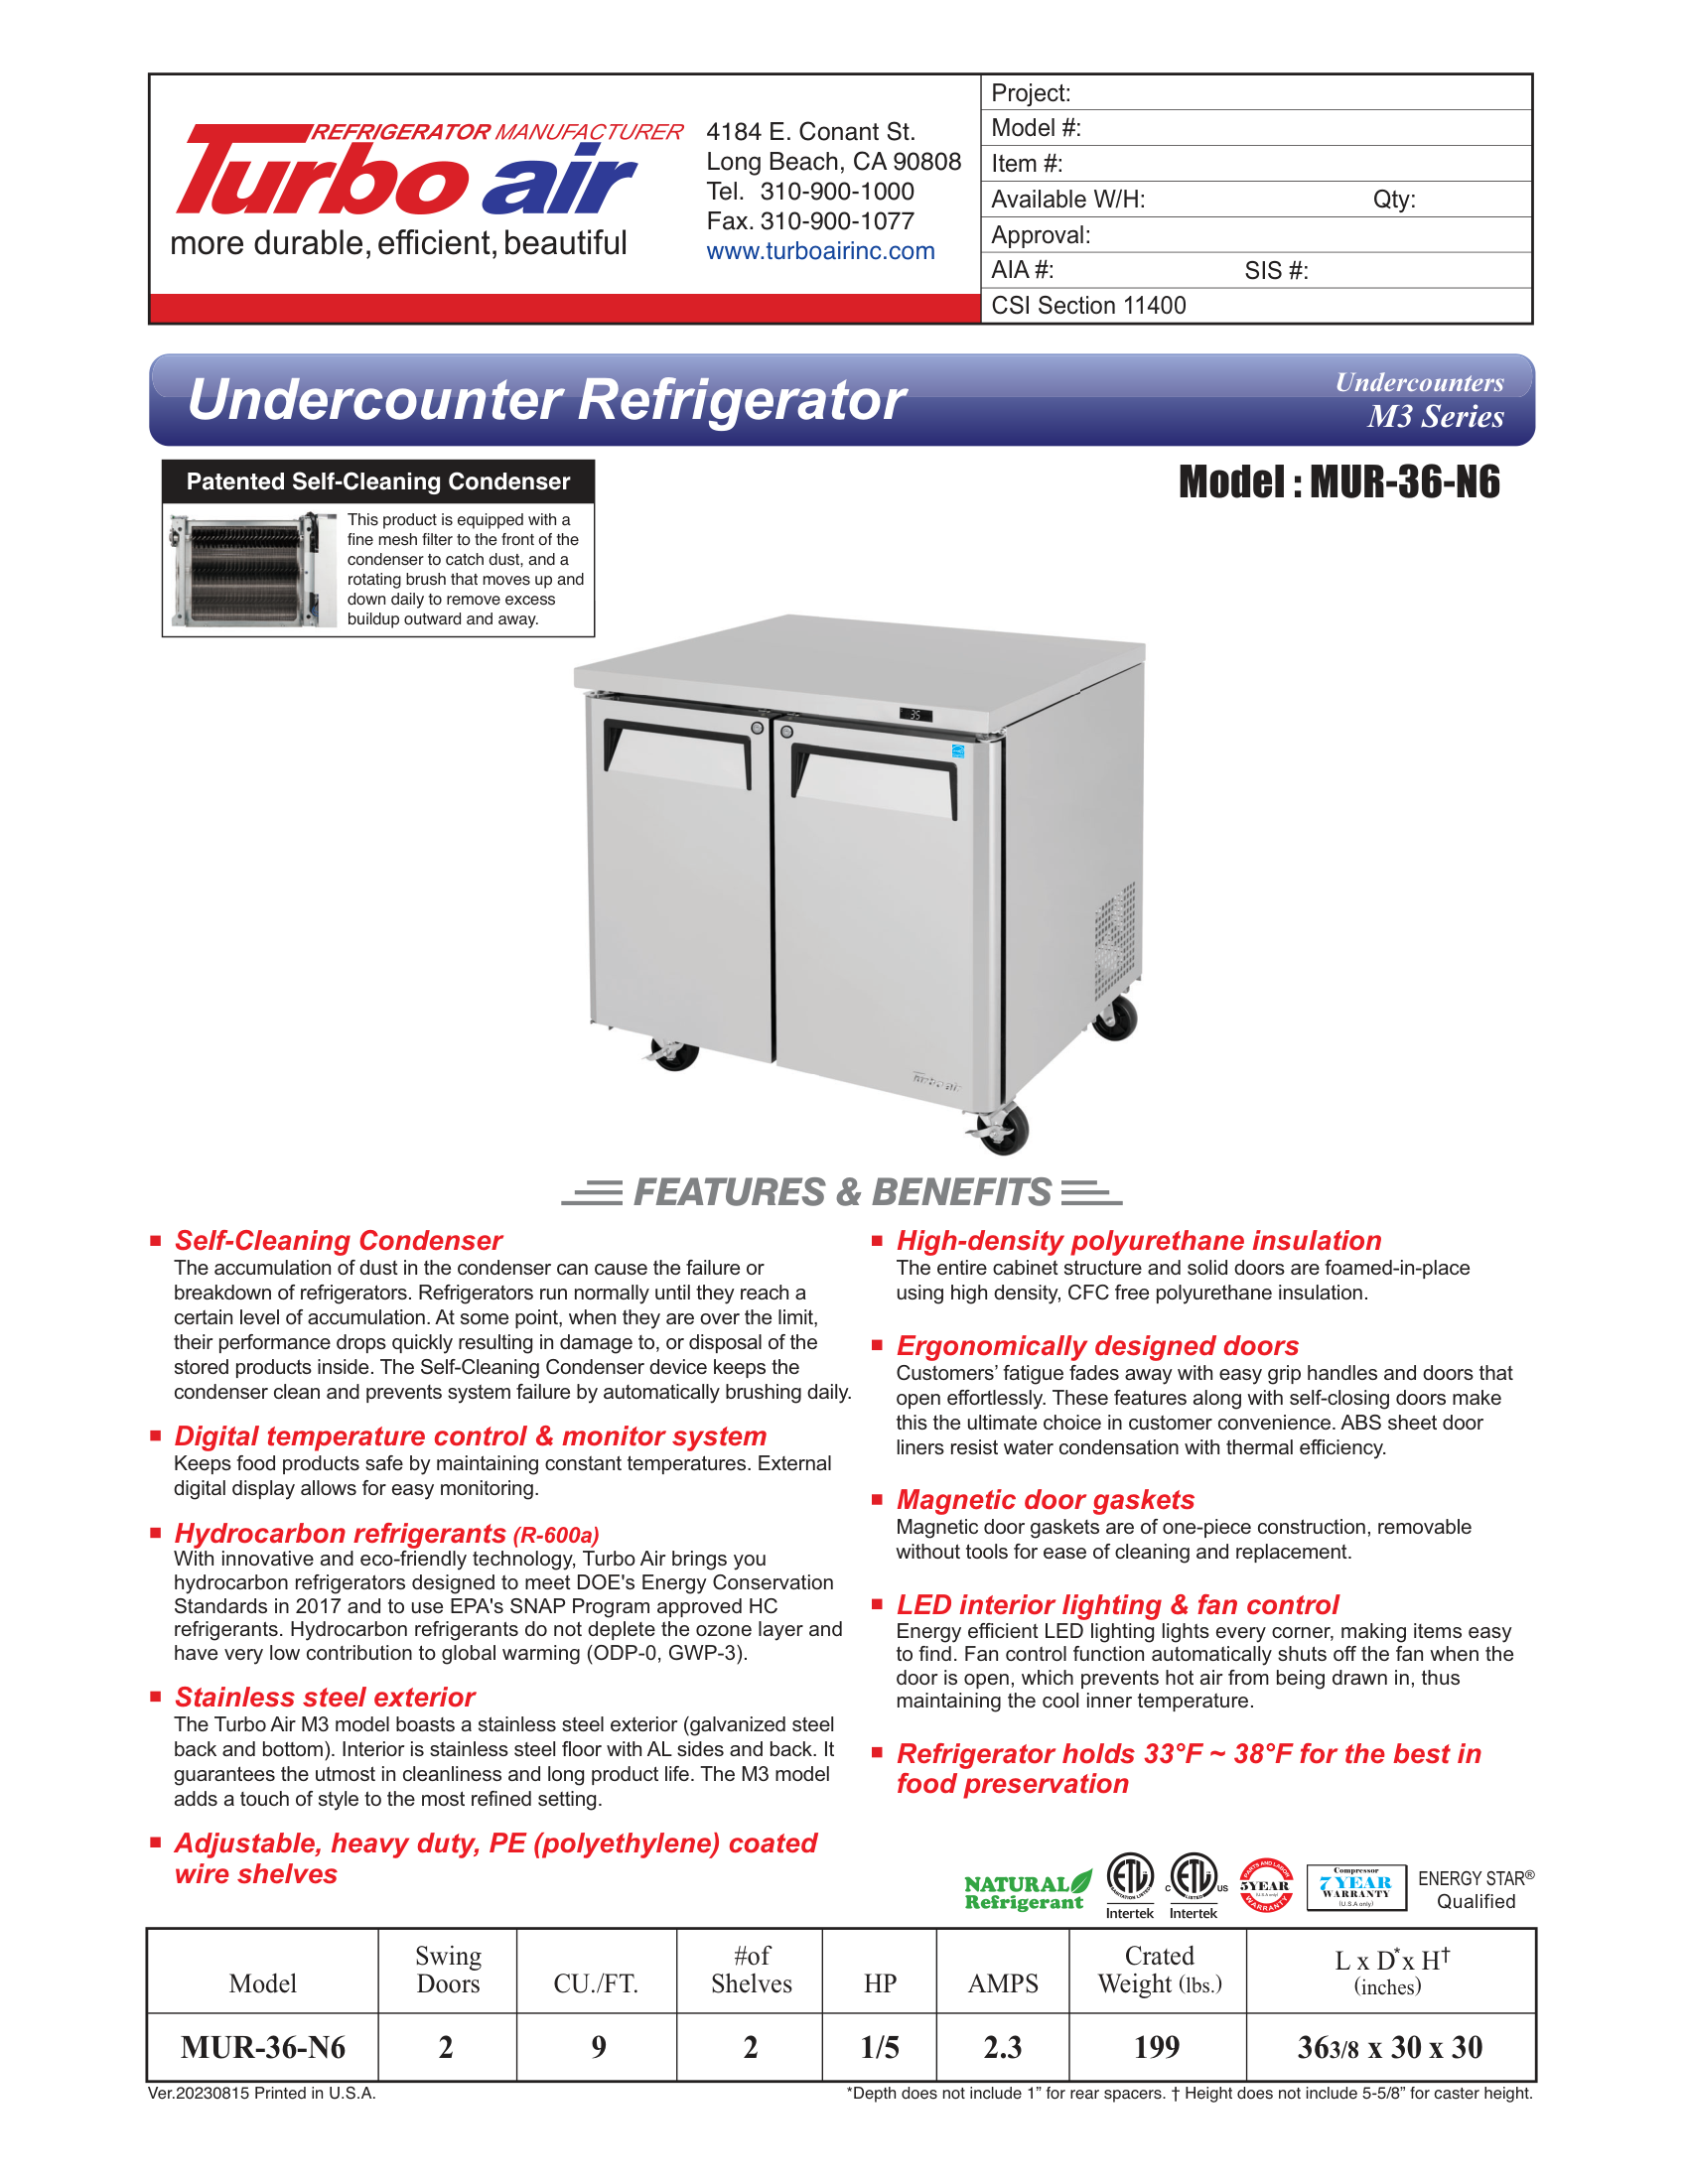 REFRIGERATOR MANUFACTURER
Turbo air
more durable, efficient, beautiful
4184 E. Conant St.
Long Beach, CA 90808
Tel. 310-900-1000
Fax. 310-900-1077
www.turboairinc.com
Project:
Model #:
Item #:
Available W/H: Qty:
Approval:
AIA #: SIS #:
CSI Section 11400
Undercounter Refrigerator
Undercounters
M3 Series
Patented Self-Cleaning Condenser
This product is equipped with a
fine mesh filter to the front of the
condenser to catch dust, and a
rotating brush that moves up and
down daily to remove excess
buildup outward and away.
Model : MUR-36-N6
35
Turbo air
FEATURES & BENEFITS
■ Self-Cleaning Condenser
The accumulation of dust in the condenser can cause the failure or
breakdown of refrigerators. Refrigerators run normally until they reach a
certain level of accumulation. At some point, when they are over the limit,
their performance drops quickly resulting in damage to, or disposal of the
stored products inside. The Self-Cleaning Condenser device keeps the
condenser clean and prevents system failure by automatically brushing daily.
■ Digital temperature control & monitor system
Keeps food products safe by maintaining constant temperatures. External
digital display allows for easy monitoring.
■ Hydrocarbon refrigerants (R-600a)
With innovative and eco-friendly technology, Turbo Air brings you
hydrocarbon refrigerators designed to meet DOE's Energy Conservation
Standards in 2017 and to use EPA's SNAP Program approved HC
refrigerants. Hydrocarbon refrigerants do not deplete the ozone layer and
have very low contribution to global warming (ODP-0, GWP-3).
■ Stainless steel exterior
The Turbo Air M3 model boasts a stainless steel exterior (galvanized steel
back and bottom). Interior is stainless steel floor with AL sides and back. It
guarantees the utmost in cleanliness and long product life. The M3 model
adds a touch of style to the most refined setting.
■ Adjustable, heavy duty, PE (polyethylene) coated
wire shelves
■ High-density polyurethane insulation
The entire cabinet structure and solid doors are foamed-in-place
using high density, CFC free polyurethane insulation.
■ Ergonomically designed doors
Customers’ fatigue fades away with easy grip handles and doors that
open effortlessly. These features along with self-closing doors make
this the ultimate choice in customer convenience. ABS sheet door
liners resist water condensation with thermal efficiency.
■ Magnetic door gaskets
Magnetic door gaskets are of one-piece construction, removable
without tools for ease of cleaning and replacement.
■ LED interior lighting & fan control
Energy efficient LED lighting lights every corner, making items easy
to find. Fan control function automatically shuts off the fan when the
door is open, which prevents hot air from being drawn in, thus
maintaining the cool inner temperature.
■ Refrigerator holds 33°F ~ 38°F for the best in
food preservation
NATURAL
Refrigerant
ETL
SANITATION LISTED
Intertek
C ETL US
LISTED
Intertek
PARTS AND LABOR
5YEAR
(U.S.A only)
WARRANTY
Compressor
7 YEAR
WARRANTY
(U.S.A only)
ENERGY STAR®
Qualified
Model Swing Doors CU./FT. #of Shelves HP AMPS Crated Weight (lbs.) L x D* x H† (inches)
MUR-36-N6 2 9 2 1/5 2.3 199 36 3/8 x 30 x 30
Ver.20230815 Printed in U.S.A.
*Depth does not include 1” for rear spacers. † Height does not include 5-5/8” for caster height.